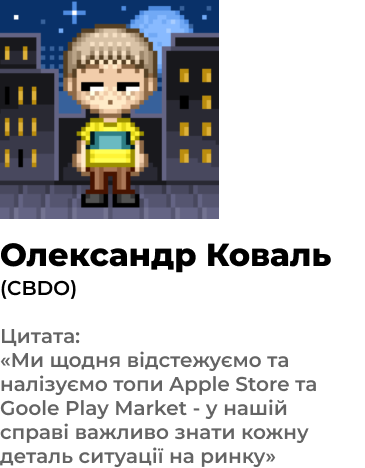 Олександр Коваль
(CBDO)
Цитата:
«Ми щодня відстежуємо та
налізуємо топи Apple Store та
Goole Play Market - у нашій
справі важливо знати кожну
деталь ситуації на ринку»